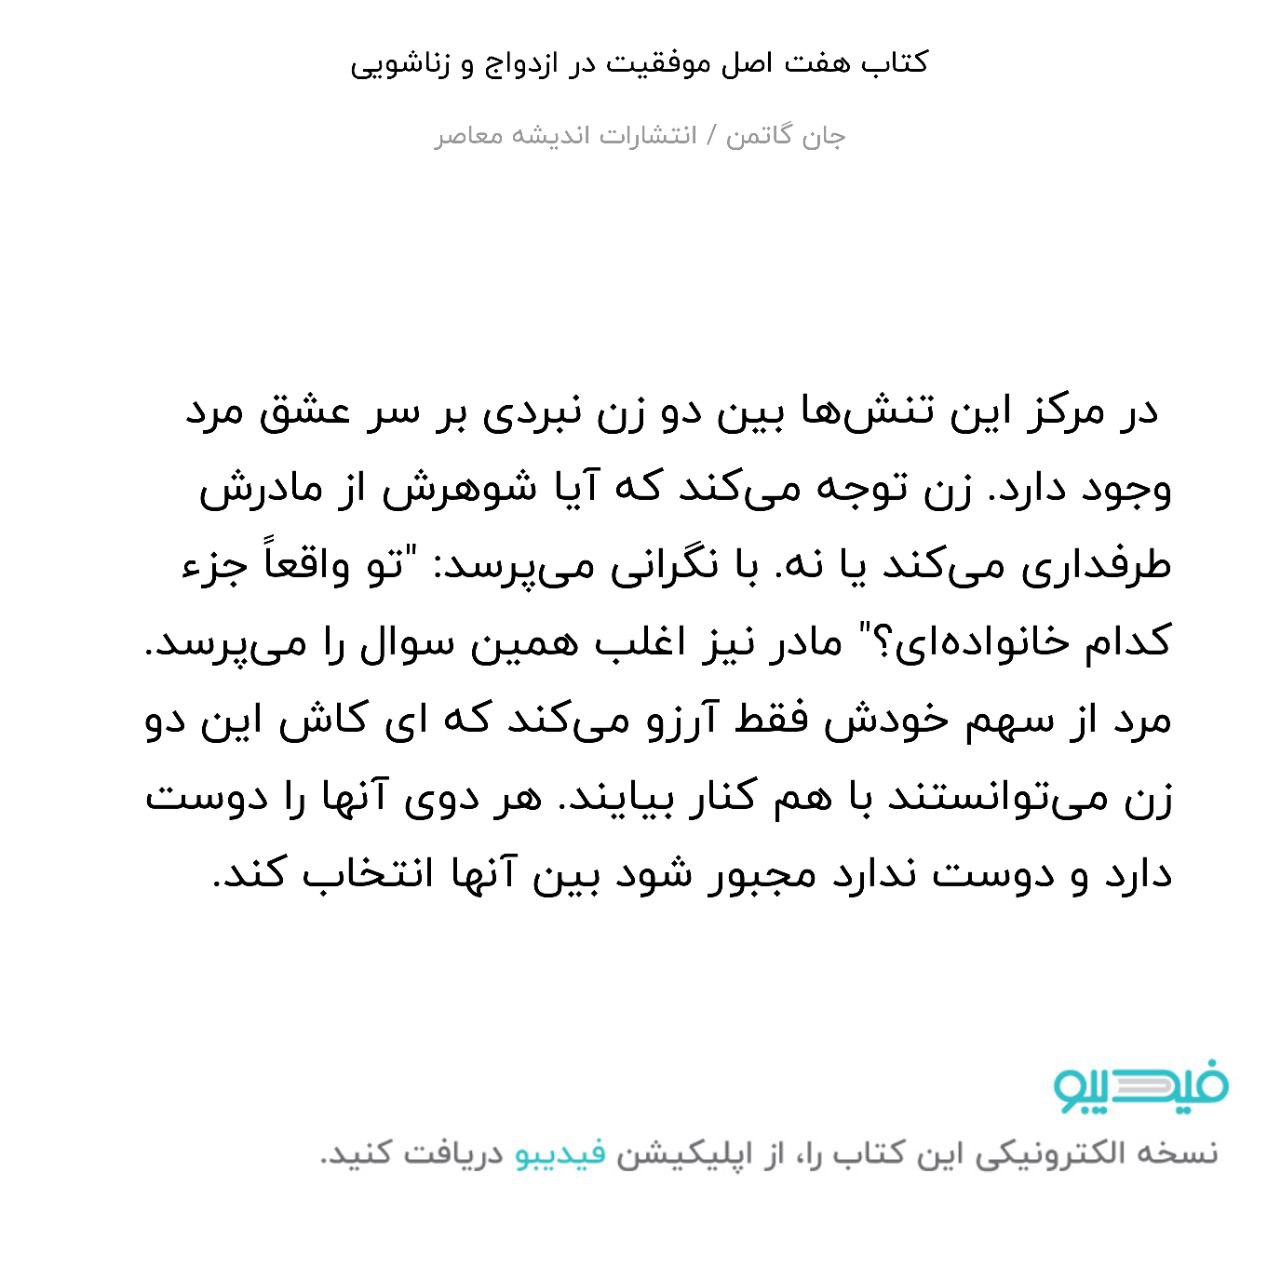 کتاب هفت اصل موفقیت در ازدواج و زناشویی
جان گاتمن / انتشارات اندیشه معاصر
در مرکز این تنش‌ها بین دو زن نبردی بر سر عشق مرد
وجود دارد. زن توجه می‌کند که آیا شوهرش از مادرش
طرفداری می‌کند یا نه. با نگرانی می‌پرسد: "تو واقعاً جزء
کدام خانواده‌ای؟" مادر نیز اغلب همین سوال را می‌پرسد.
مرد از سهم خودش فقط آرزو می‌کند که ای کاش این دو
زن می‌توانستند با هم کنار بیایند. هر دوی آنها را دوست
دارد و دوست ندارد مجبور شود بین آنها انتخاب کند.
فیدیبو
نسخه الکترونیکی این کتاب را، از اپلیکیشن فیدیبو دریافت کنید.